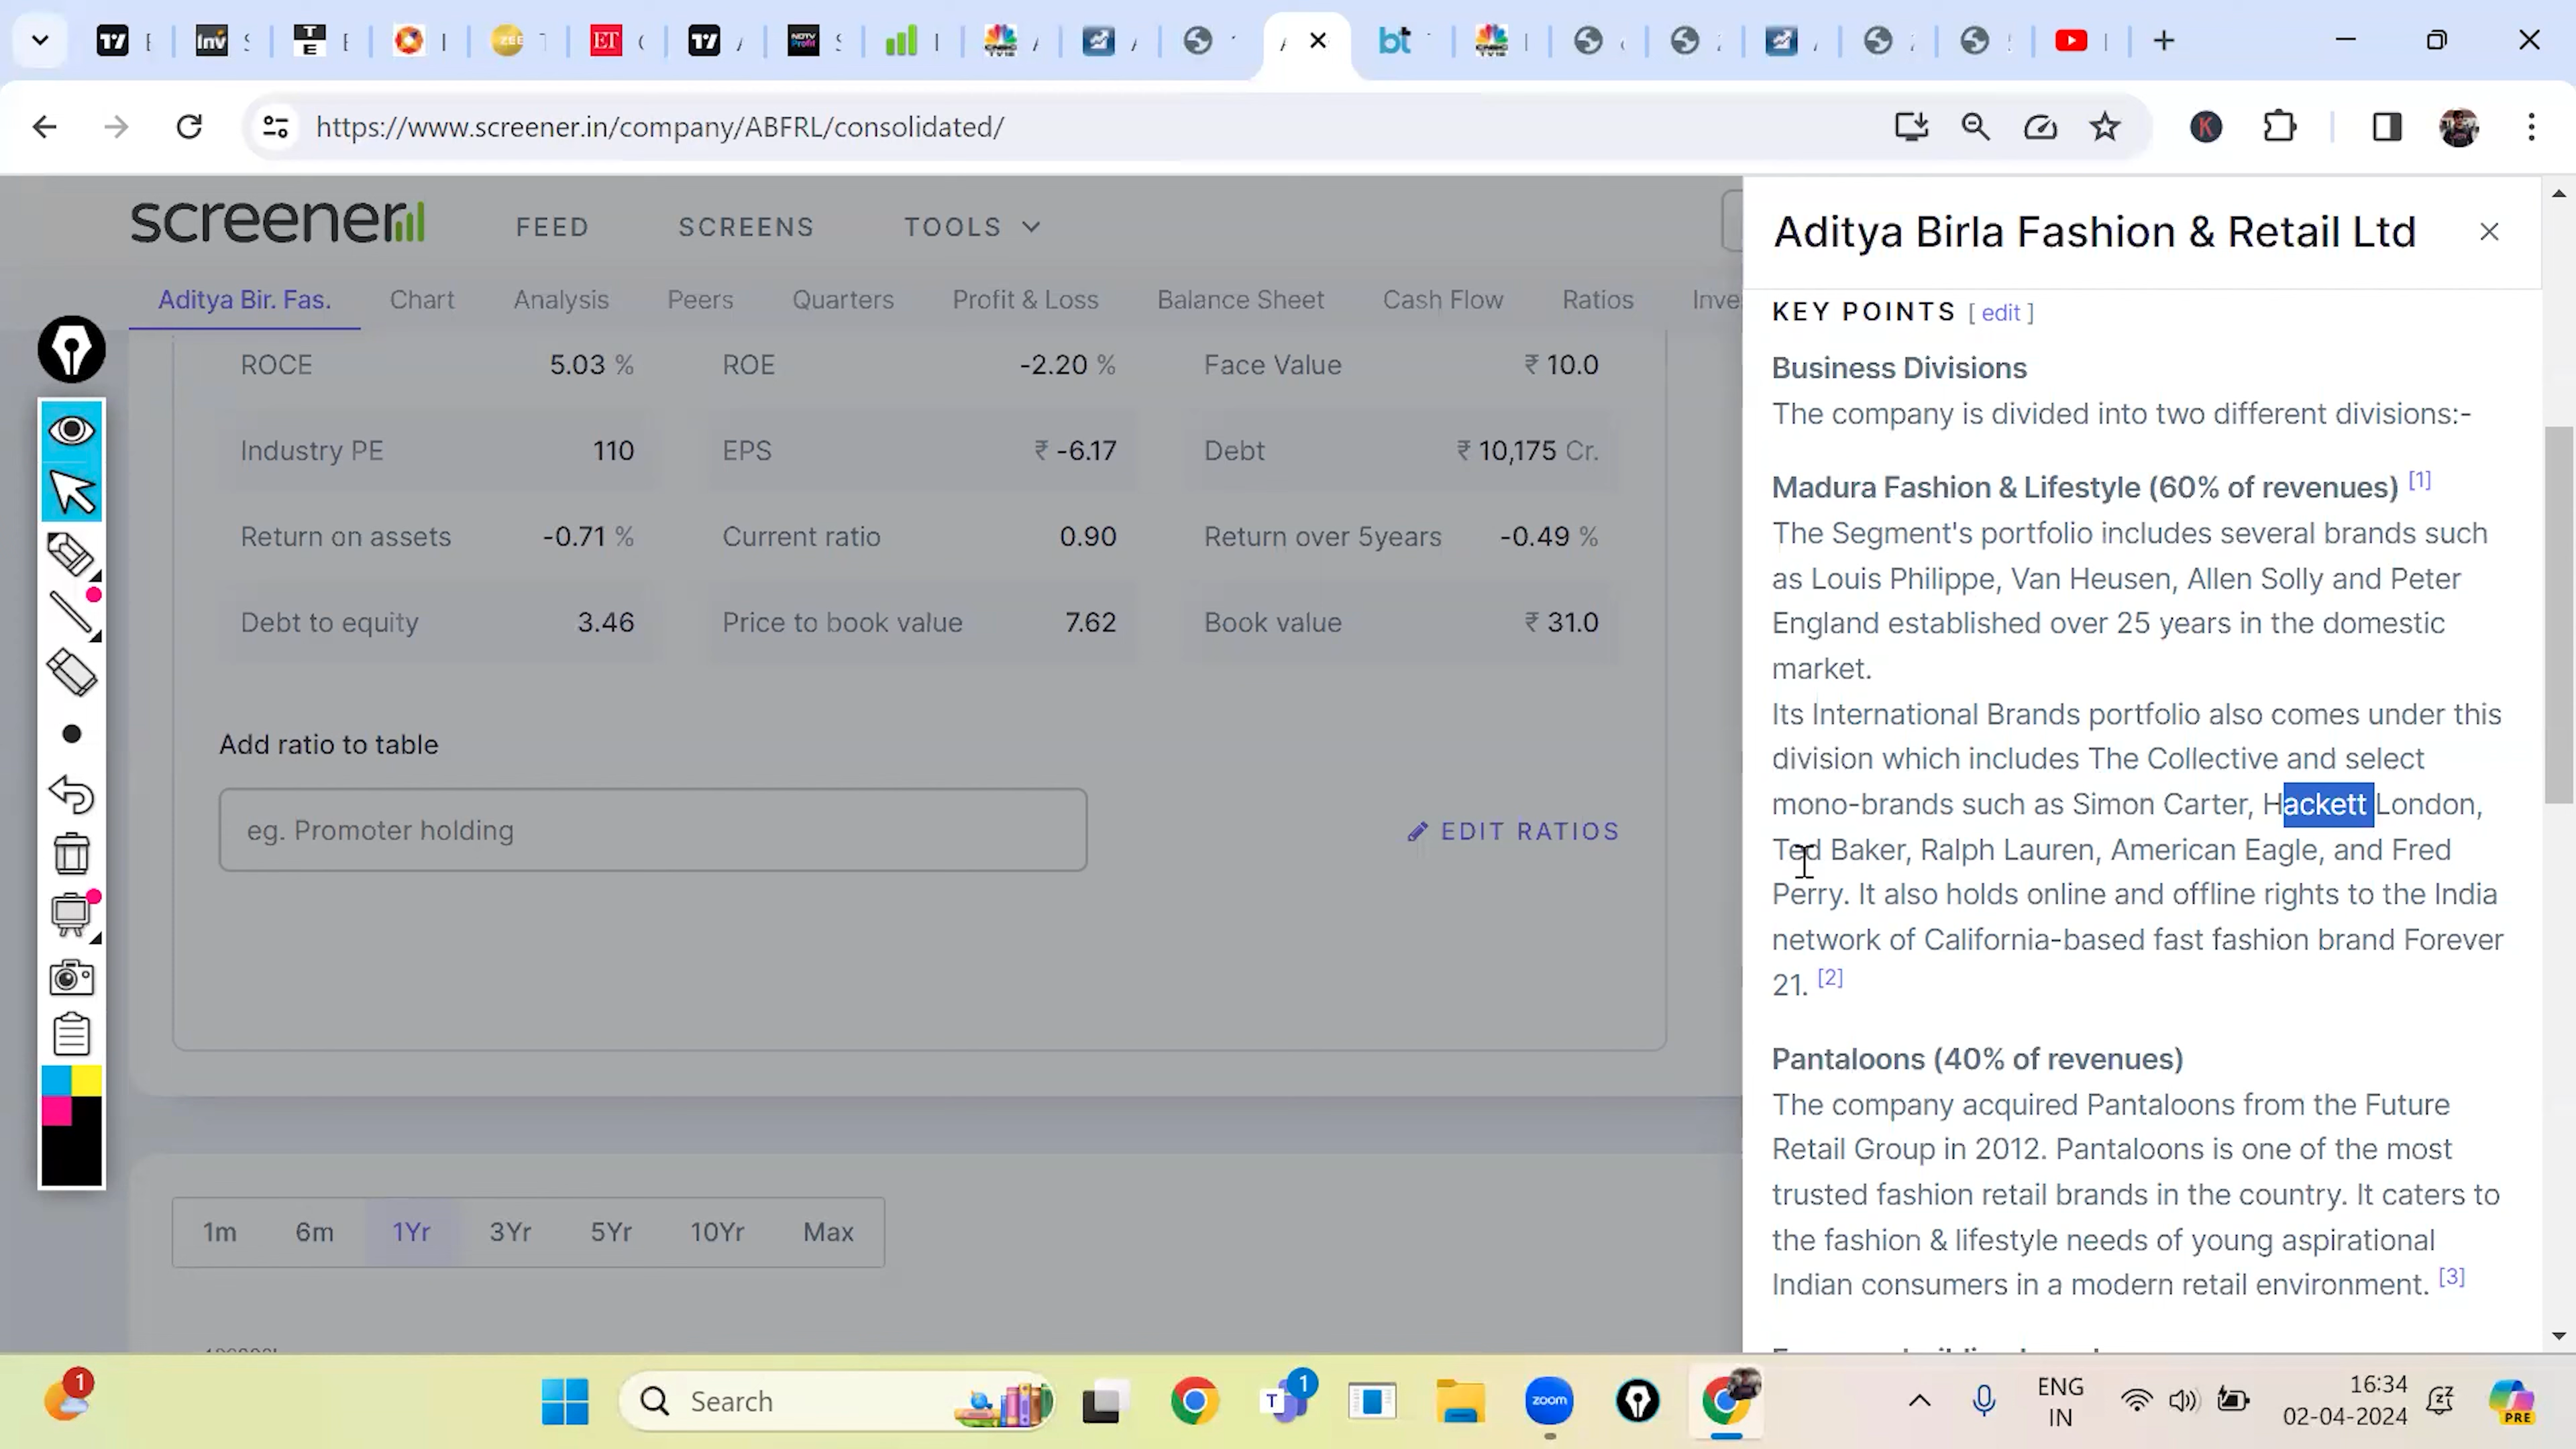 https://www.screener.in/company/ABFRL/consolidated/
screener
FEED
SCREENS
TOOLS
Aditya Bir. Fas.
Chart
Analysis
Peers
Quarters
Profit & Loss
Balance Sheet
Cash Flow
Ratios
ROCE 5.03 %
ROE -2.20 %
Face Value ₹ 10.0
Industry PE 110
EPS ₹ -6.17
Debt ₹ 10,175 Cr.
Return on assets -0.71 %
Current ratio 0.90
Return over 5years -0.49 %
Debt to equity 3.46
Price to book value 7.62
Book value ₹ 31.0
Add ratio to table
eg. Promoter holding
EDIT RATIOS
1m 6m 1Yr 3Yr 5Yr 10Yr Max
Aditya Birla Fashion & Retail Ltd
KEY POINTS [ edit ]
Business Divisions
The company is divided into two different divisions:-
Madura Fashion & Lifestyle (60% of revenues) [1]
The Segment's portfolio includes several brands such
as Louis Philippe, Van Heusen, Allen Solly and Peter
England established over 25 years in the domestic
market.
Its International Brands portfolio also comes under this
division which includes The Collective and select
mono-brands such as Simon Carter, Hackett London,
Ted Baker, Ralph Lauren, American Eagle, and Fred
Perry. It also holds online and offline rights to the India
network of California-based fast fashion brand Forever
21. [2]
Pantaloons (40% of revenues)
The company acquired Pantaloons from the Future
Retail Group in 2012. Pantaloons is one of the most
trusted fashion retail brands in the country. It caters to
the fashion & lifestyle needs of young aspirational
Indian consumers in a modern retail environment. [3]
1
Search
1
zoom
ENG
IN
16:34
02-04-2024
PRE